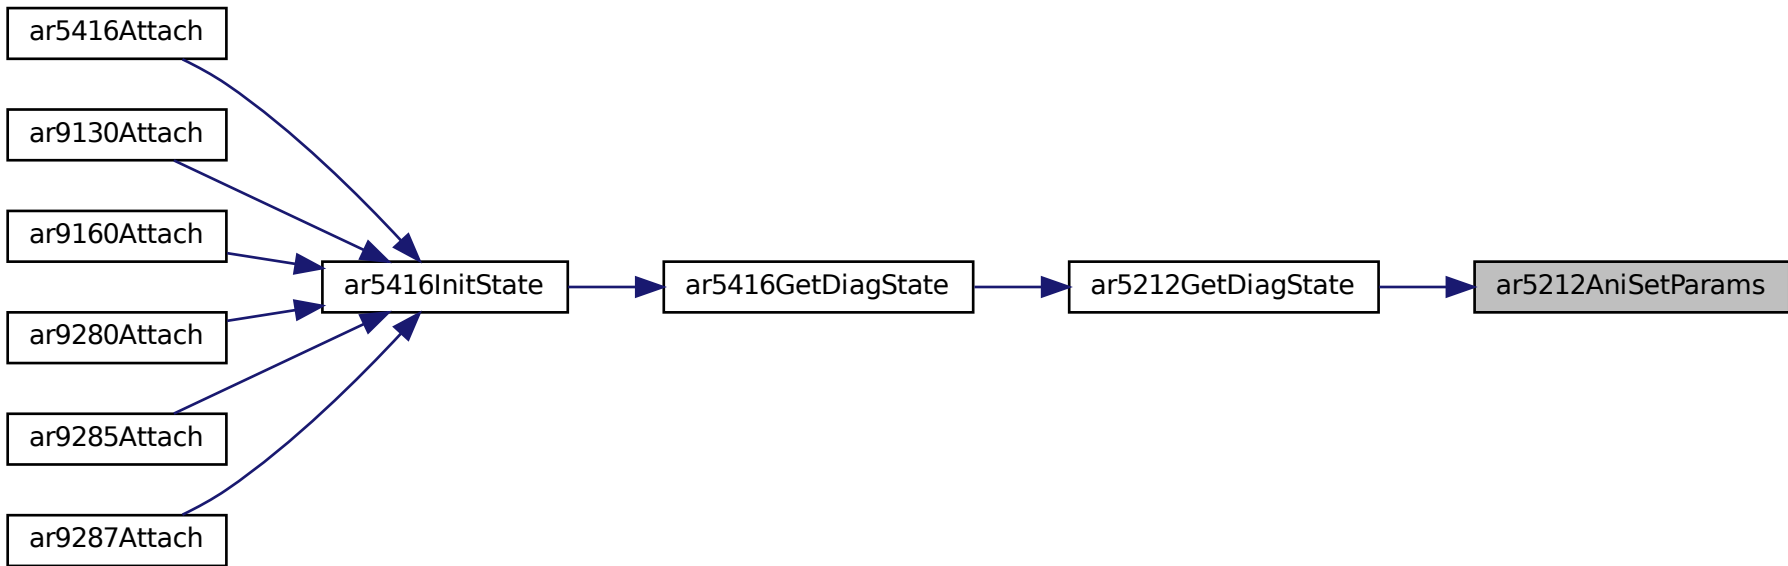 ar5416Attach
ar9130Attach
ar9160Attach
ar9280Attach
ar9285Attach
ar9287Attach
ar5416InitState
ar5416GetDiagState
ar5212GetDiagState
ar5212AniSetParams